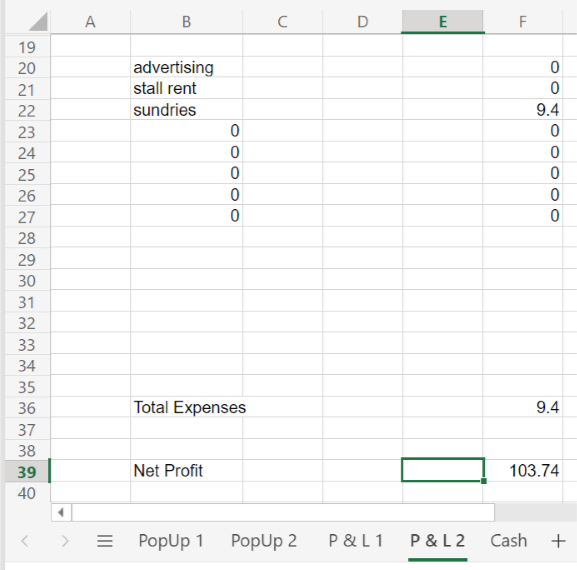 A B C D E F
19
20 advertising 0
21 stall rent 0
22 sundries 9.4
23 0 0
24 0 0
25 0 0
26 0 0
27 0 0
28
29
30
31
32
33
34
35
36 Total Expenses 9.4
37
38
39 Net Profit 103.74
40
PopUp 1 PopUp 2 P & L 1 P & L 2 Cash +